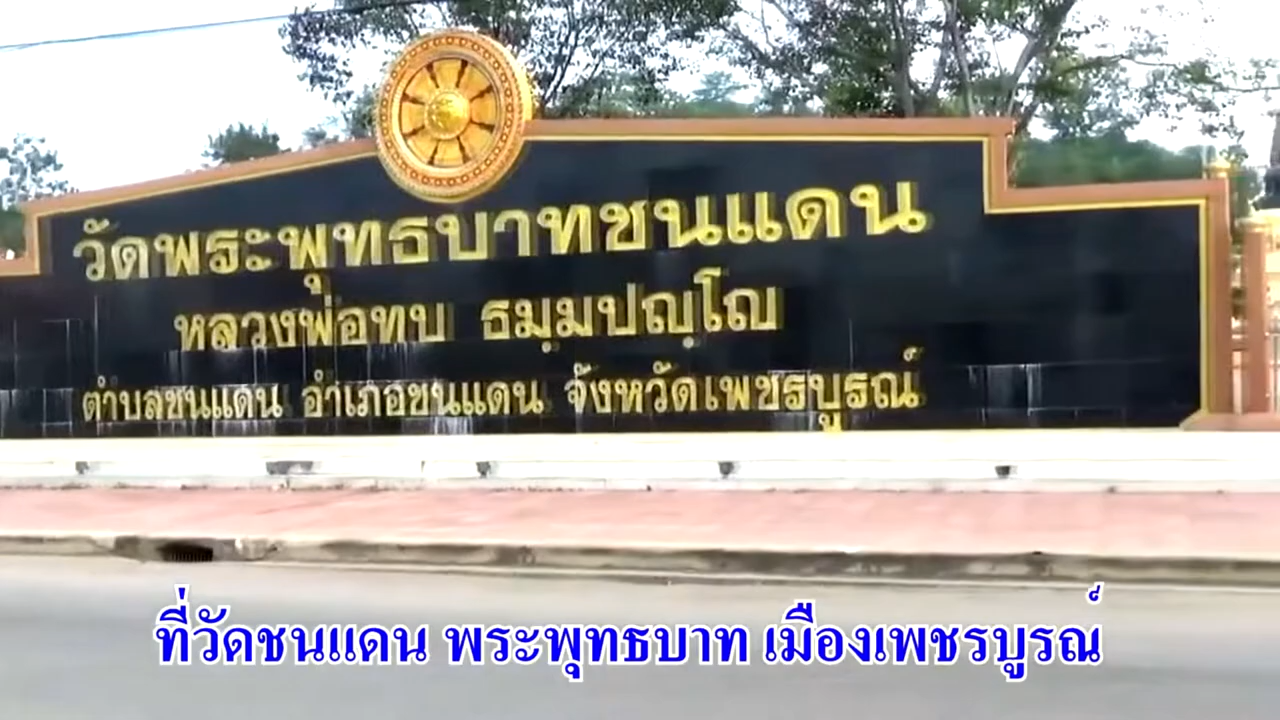 วัดพระพุทธบาทชนแดน
หลวงพ่อทบ ธมฺมปญฺโญ
ตำบลชนแดน อำเภอชนแดน จังหวัดเพชรบูรณ์
ที่วัดชนแดน พระพุทธบาท เมืองเพชรบูรณ์